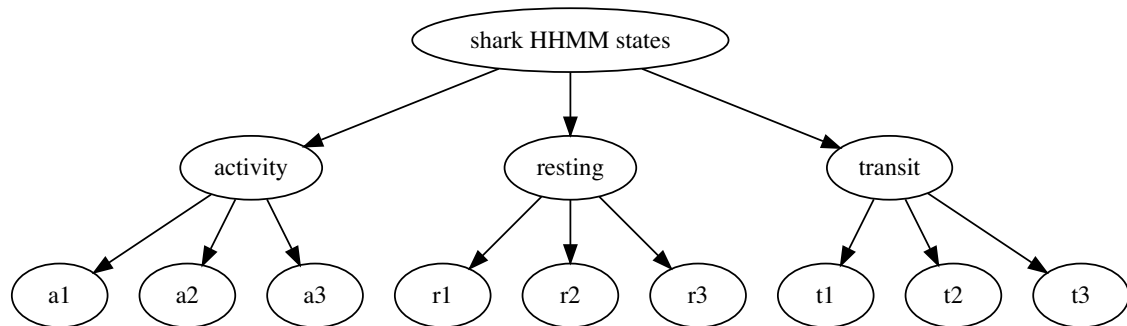 shark HHMM states
activity
resting
transit
a1
a2
a3
r1
r2
r3
t1
t2
t3